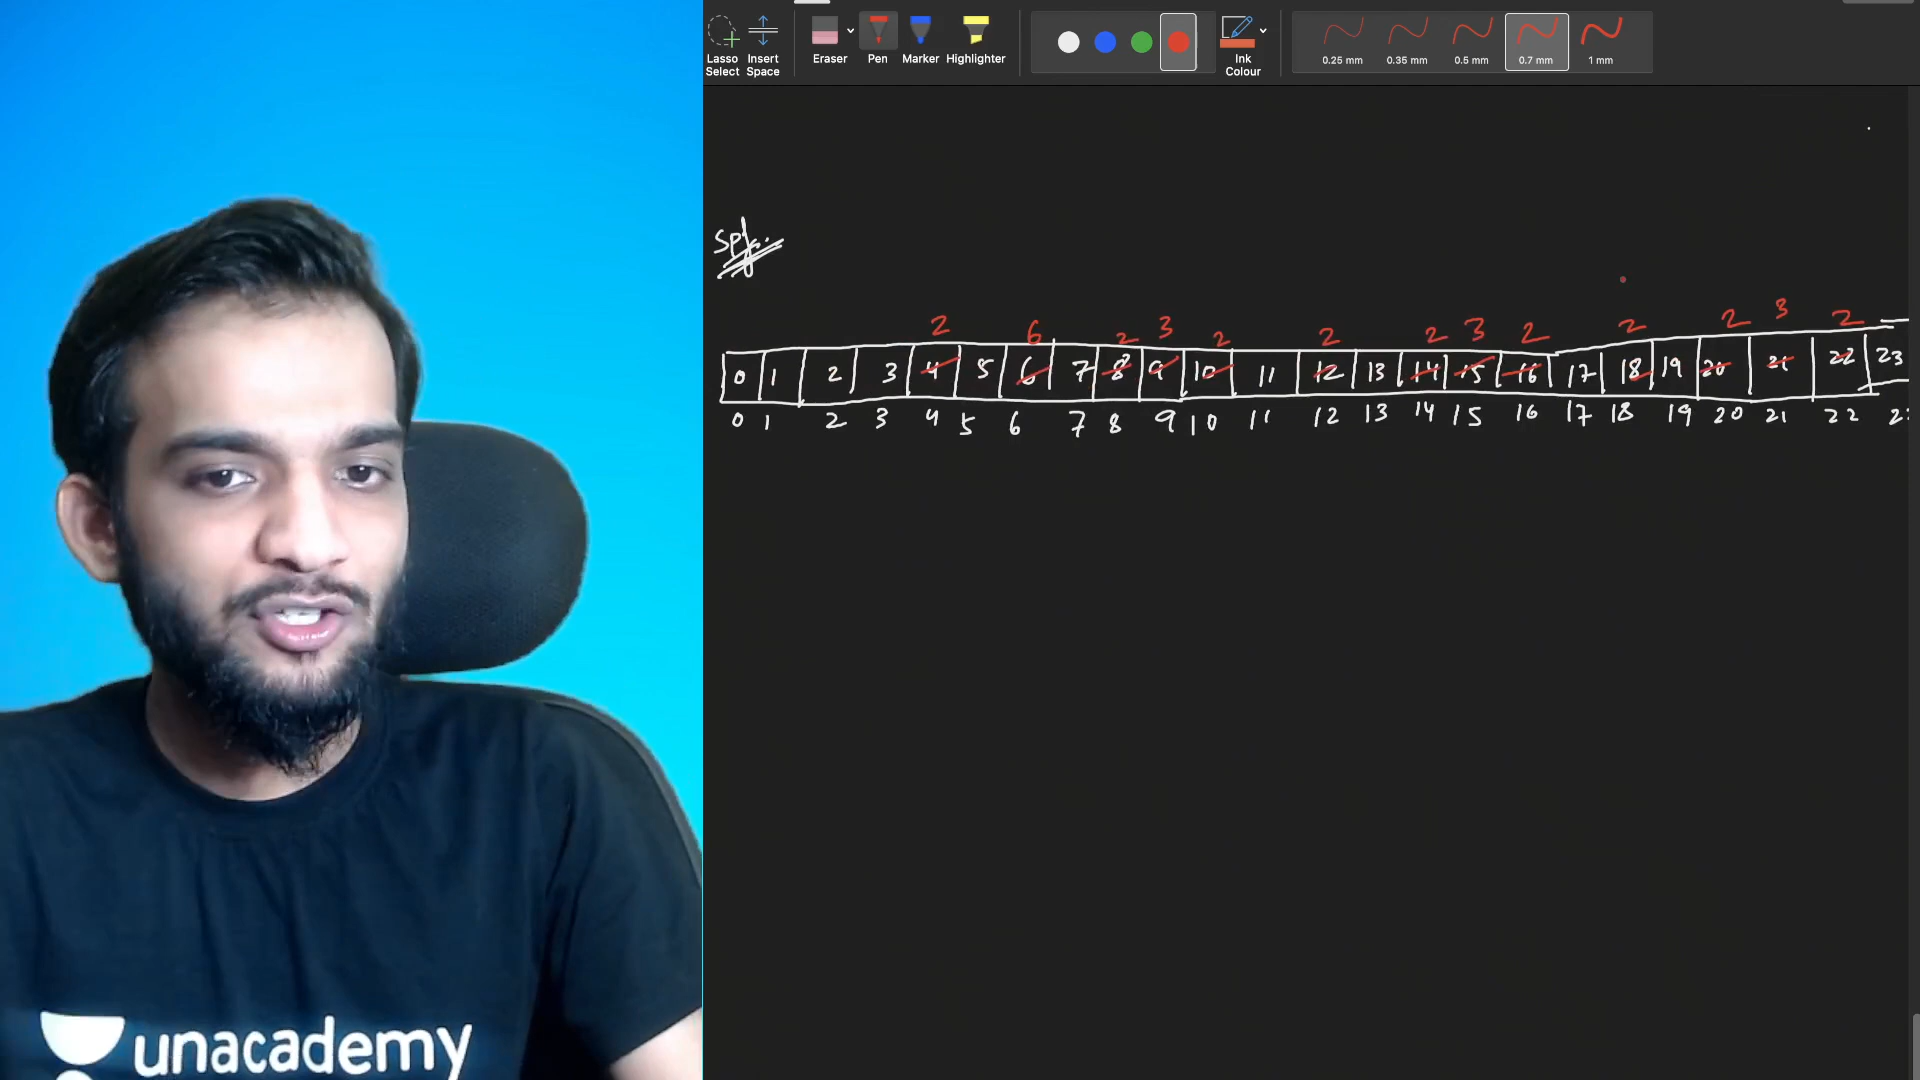 Lasso Select
Insert Space
Eraser
Pen
Marker
Highlighter
Ink Colour
0.25 mm
0.35 mm
0.5 mm
0.7 mm
1 mm
Spf.
2 6 2 3 2 2 2 3 2 2 2 3 2
0 1 2 3 4 5 6 7 8 9 10 11 12 13 14 15 16 17 18 19 20 21 22 23
0 1 2 3 4 5 6 7 8 9 10 11 12 13 14 15 16 17 18 19 20 21 22
unacademy